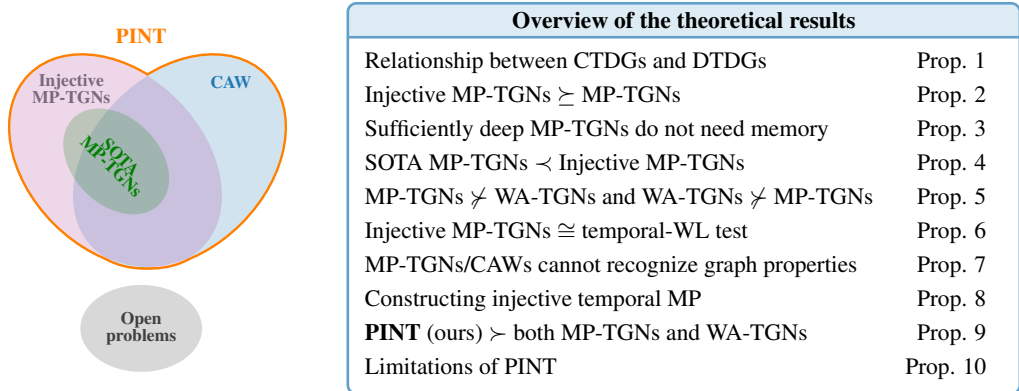 PINT
Injective
MP-TGNs
CAW
SOTA
MP-TGNs
Open
problems
Overview of the theoretical results
Relationship between CTDGs and DTDGs Prop. 1
Injective MP-TGNs ⪰ MP-TGNs Prop. 2
Sufficiently deep MP-TGNs do not need memory Prop. 3
SOTA MP-TGNs ≺ Injective MP-TGNs Prop. 4
MP-TGNs ⊁ WA-TGNs and WA-TGNs ⊁ MP-TGNs Prop. 5
Injective MP-TGNs ≅ temporal-WL test Prop. 6
MP-TGNs/CAWs cannot recognize graph properties Prop. 7
Constructing injective temporal MP Prop. 8
PINT (ours) ≻ both MP-TGNs and WA-TGNs Prop. 9
Limitations of PINT Prop. 10